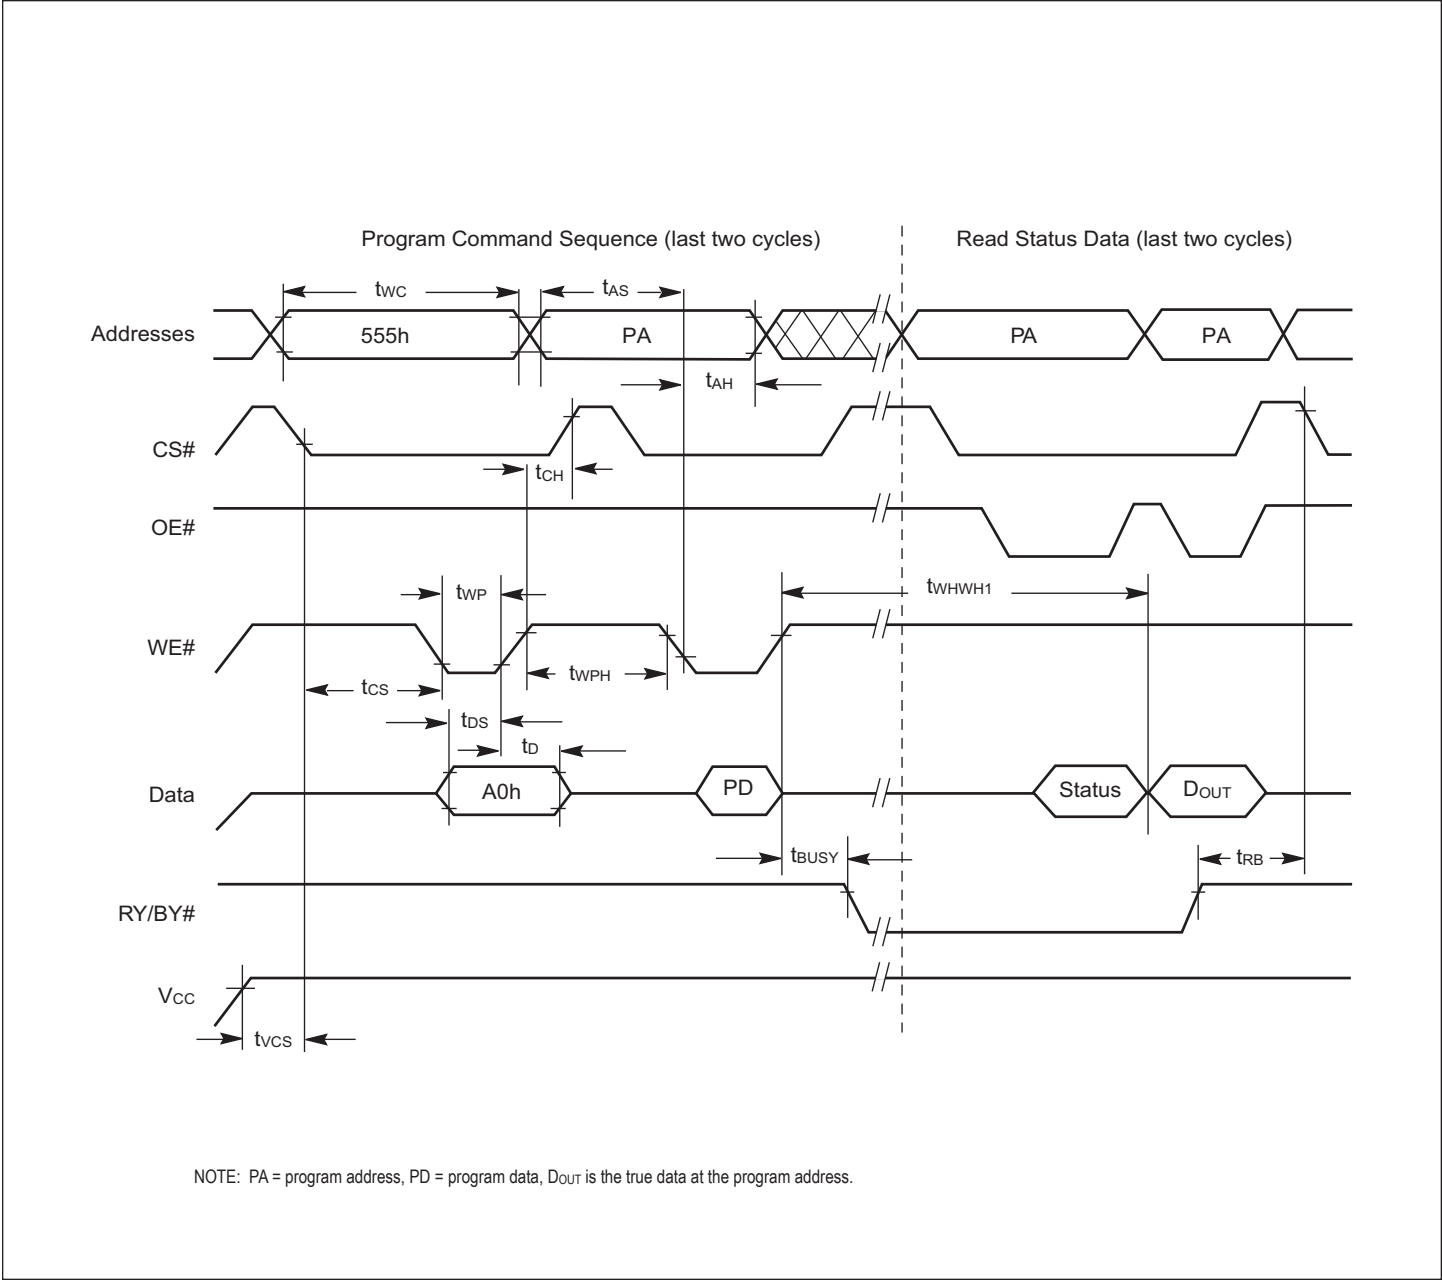 Program Command Sequence (last two cycles)
Read Status Data (last two cycles)
tWC
tAS
Addresses
555h
PA
PA
PA
tAH
CS#
tCH
OE#
tWP
tWHWH1
WE#
tWPH
tCS
tDS
tD
Data
A0h
PD
Status
DOUT
tBUSY
tRB
RY/BY#
VCC
tVCS
NOTE: PA = program address, PD = program data, DOUT is the true data at the program address.